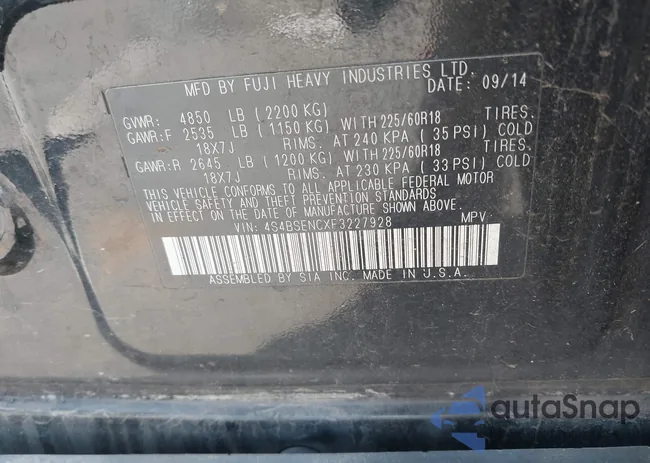 MFD BY FUJI HEAVY INDUSTRIES LTD.
DATE: 09/14
GVWR: 4850 LB (2200 KG)
GAWR:F 2535 LB (1150 KG) WITH 225/60R18 TIRES.
18X7J RIMS. AT 240 KPA (35 PSI) COLD
GAWR:R 2645 LB (1200 KG) WITH 225/60R18 TIRES.
18X7J RIMS. AT 230 KPA (33 PSI) COLD
THIS VEHICLE CONFORMS TO ALL APPLICABLE FEDERAL MOTOR
VEHICLE SAFETY, BUMPER, AND THEFT PREVENTION STANDARDS
IN EFFECT ON THE DATE OF MANUFACTURE SHOWN ABOVE.
VIN: 4S4BSENCXF3227928 MPV
ASSEMBLED BY SIA INC. MADE IN U.S.A.
autaSnap